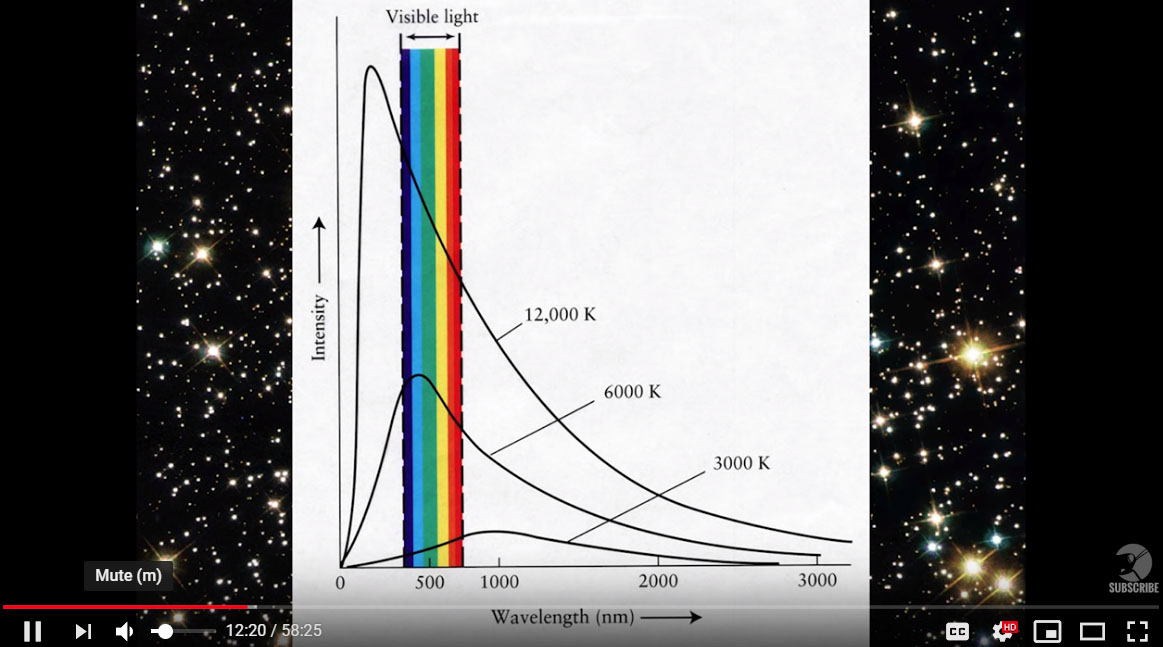 Visible light
Intensity
12,000 K
6000 K
3000 K
0 500 1000 2000 3000
Wavelength (nm)
Mute (m)
SUBSCRIBE
12:20 / 58:25
CC HD